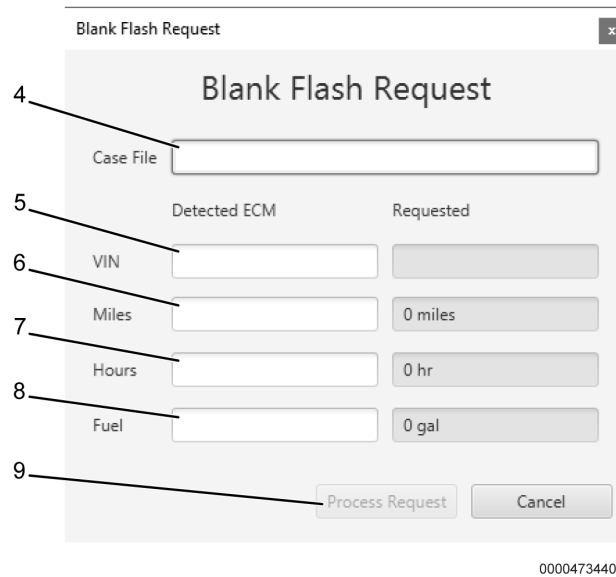 Blank Flash Request x
Blank Flash Request
4
Case File
Detected ECM Requested
5
VIN
6
Miles 0 miles
7
Hours 0 hr
8
Fuel 0 gal
9
Process Request Cancel
0000473440